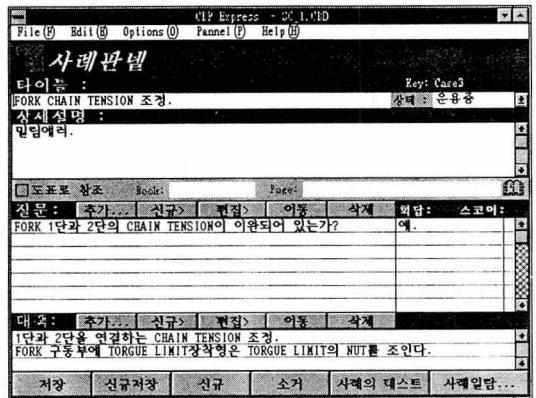 CBP Express - SC_1.CBD
File(F) Edit(E) Options(O) Pannel(P) Help(H)
사례판넬
타이틀 : Key: Case3
FORK CHAIN TENSION 조정. 상태 : 운용중
상세설명 :
밀림에러.
도표로 참조 Book: Page:
질문: 추가... 신규> 편집> 이동 삭제 회답: 스코어:
FORK 1단과 2단의 CHAIN TENSION이 이완되어 있는가? 예.
대책: 추가... 신규> 편집> 이동 삭제
1단과 2단을 연결하는 CHAIN TENSION 조정.
FORK 구동부에 TORGUE LIMIT장착형은 TORGUE LIMIT의 NUT를 조인다.
저장 신규저장 신규 소거 사례의 테스트 사례일람...